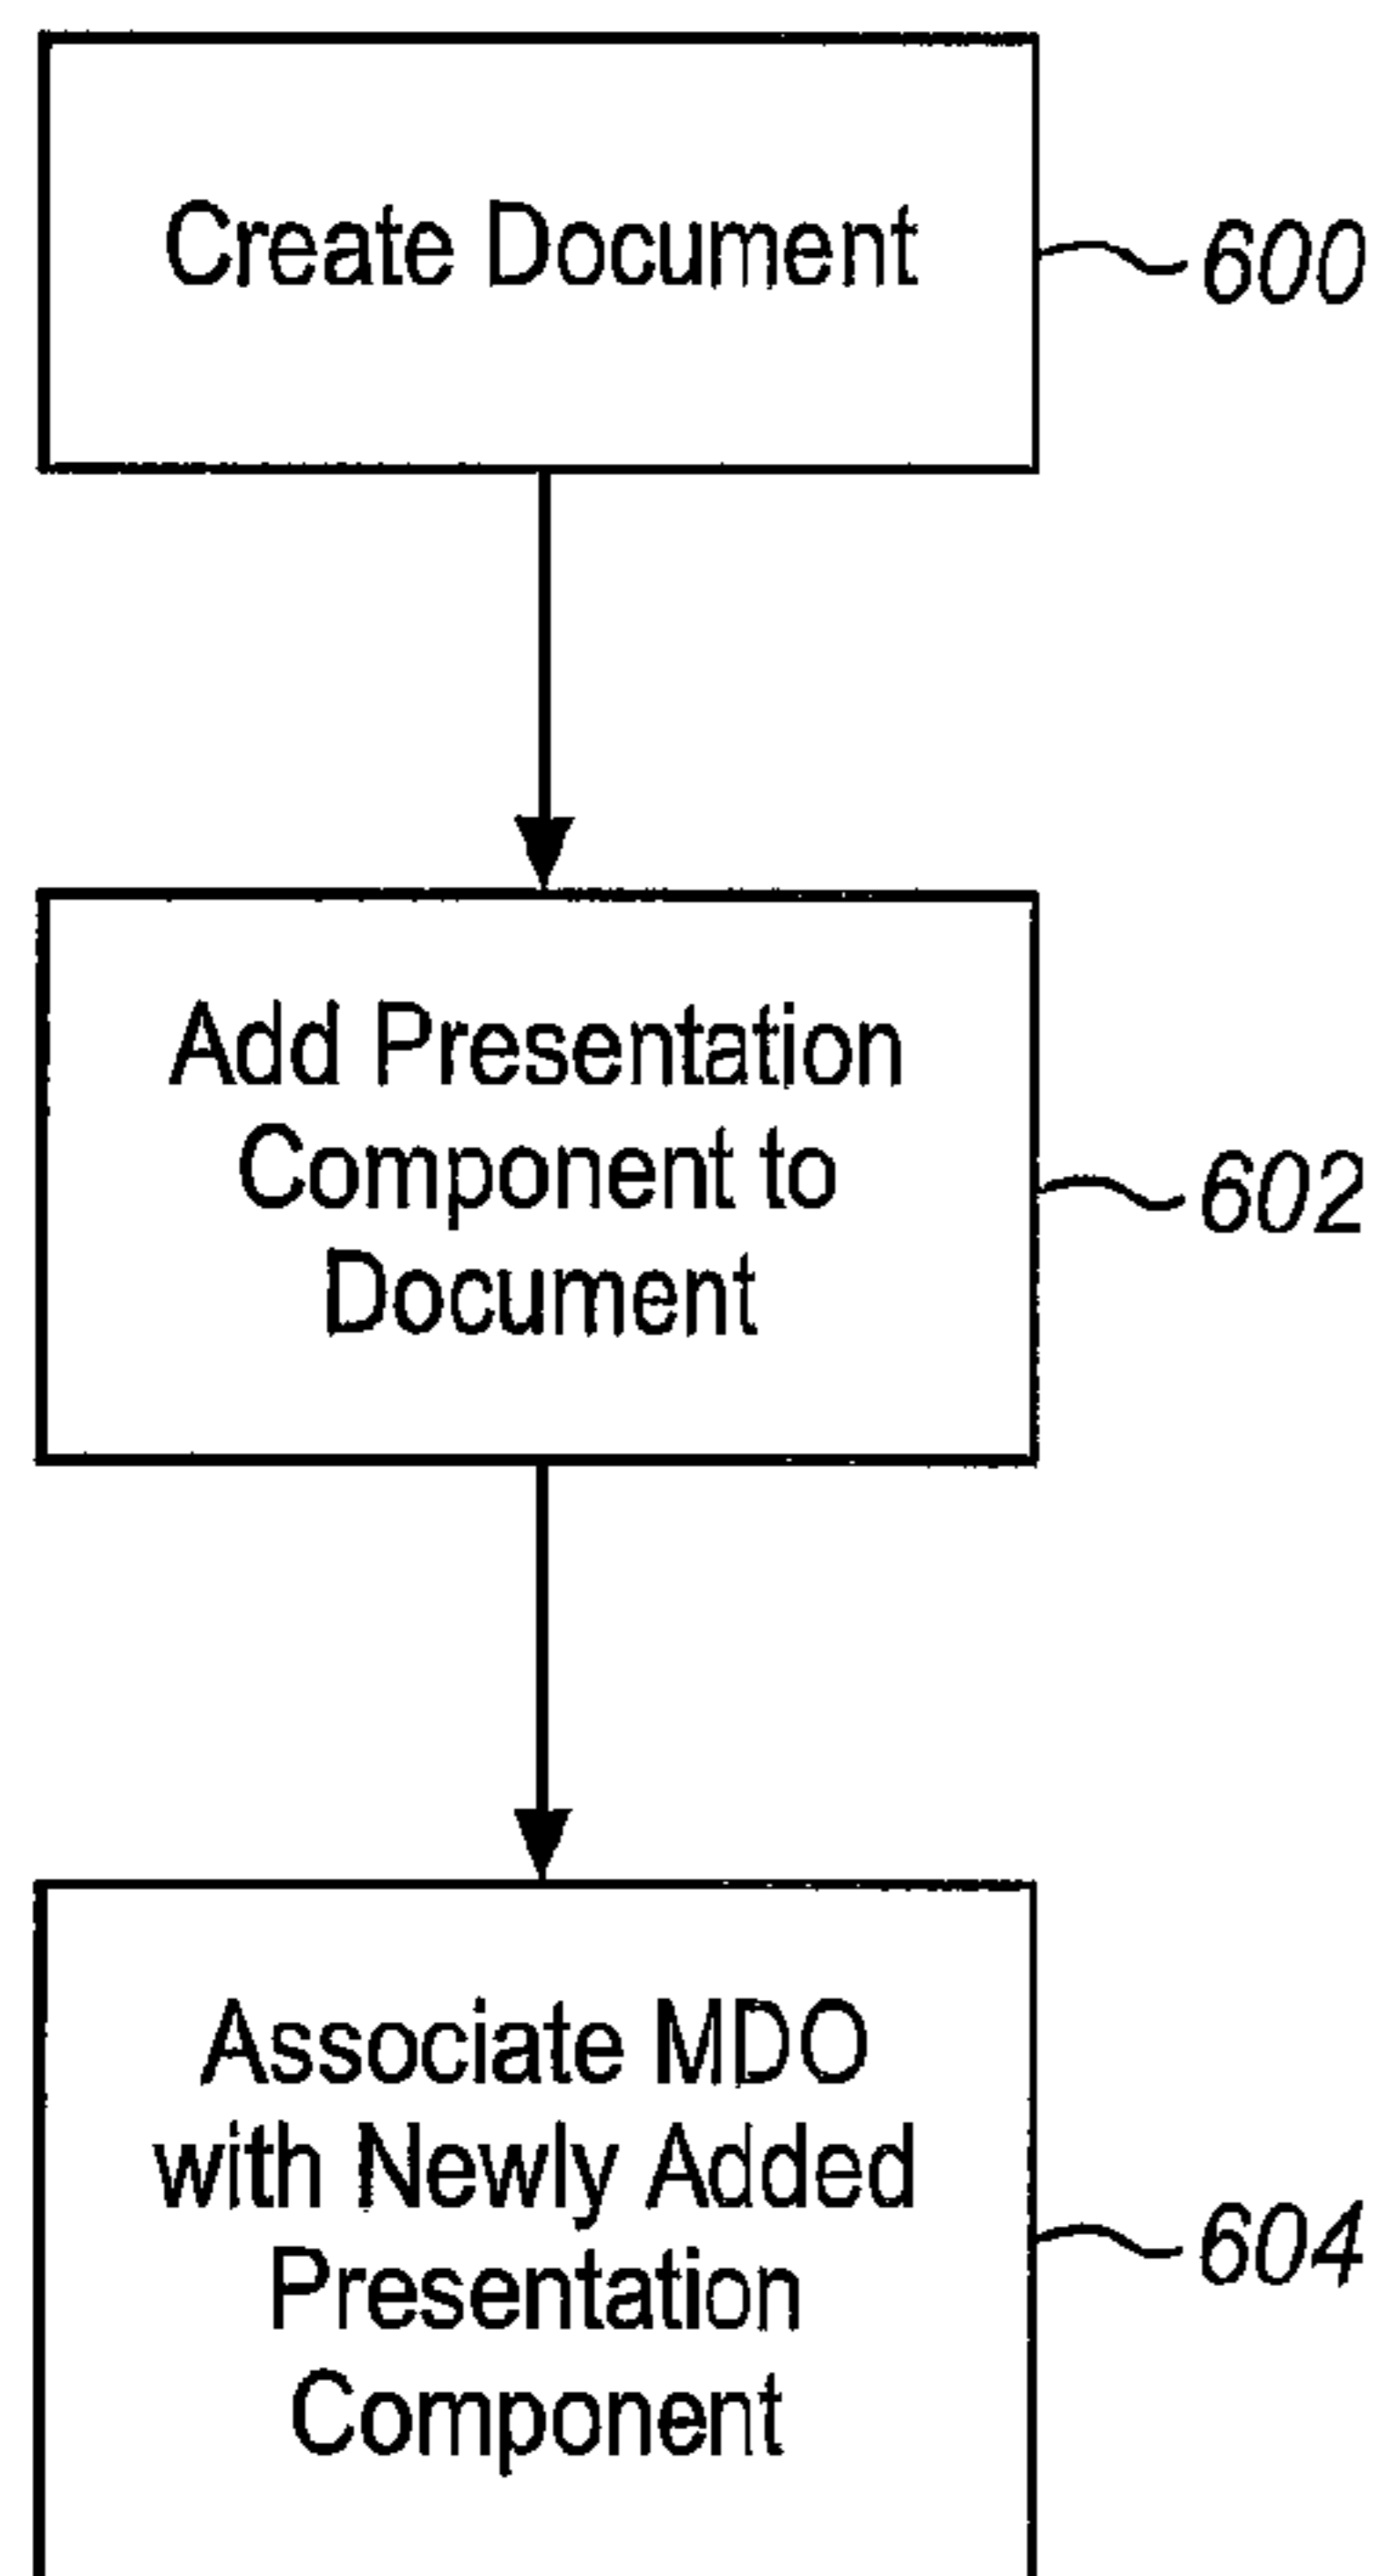 Create Document
600
Add Presentation
Component to
Document
602
Associate MDO
with Newly Added
Presentation
Component
604